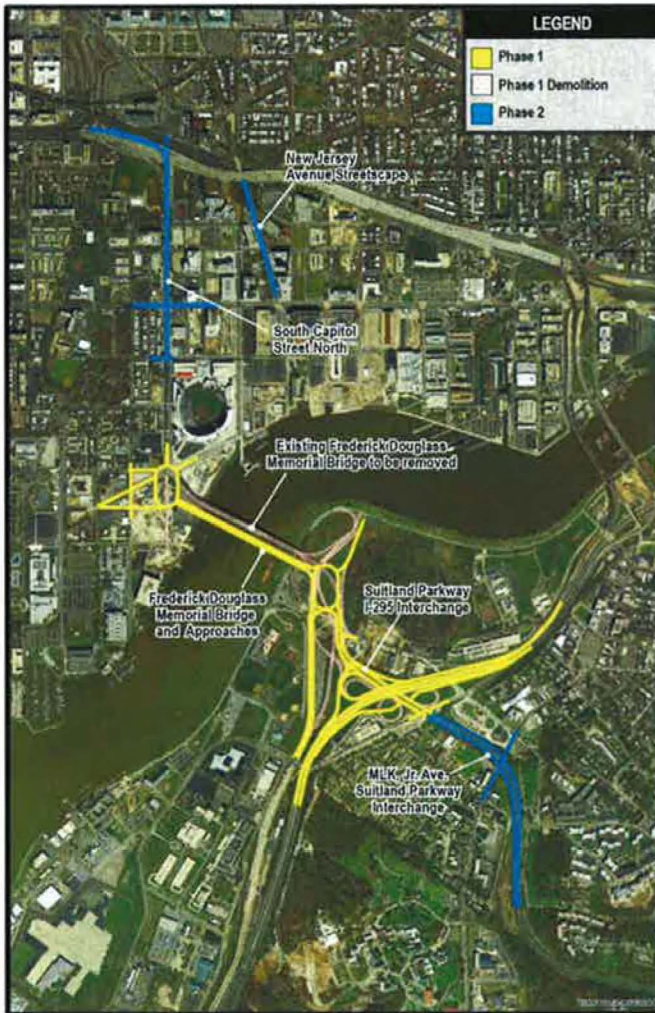 LEGEND
Phase 1
Phase 1 Demolition
Phase 2
New Jersey
Avenue Streetscape
South Capitol
Street North
Existing Frederick Douglass
Memorial Bridge to be removed
Frederick Douglass
Memorial Bridge
and Approaches
Suitland Parkway
I-295 Interchange
MLK, Jr. Ave.
Suitland Parkway
Interchange